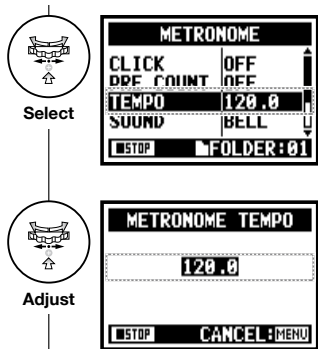 METRONOME
CLICK OFF
PRE COUNT OFF
TEMPO 120.0
SOUND BELL
STOP FOLDER:01
Select
METRONOME TEMPO
120.0
Adjust
STOP CANCEL:MENU